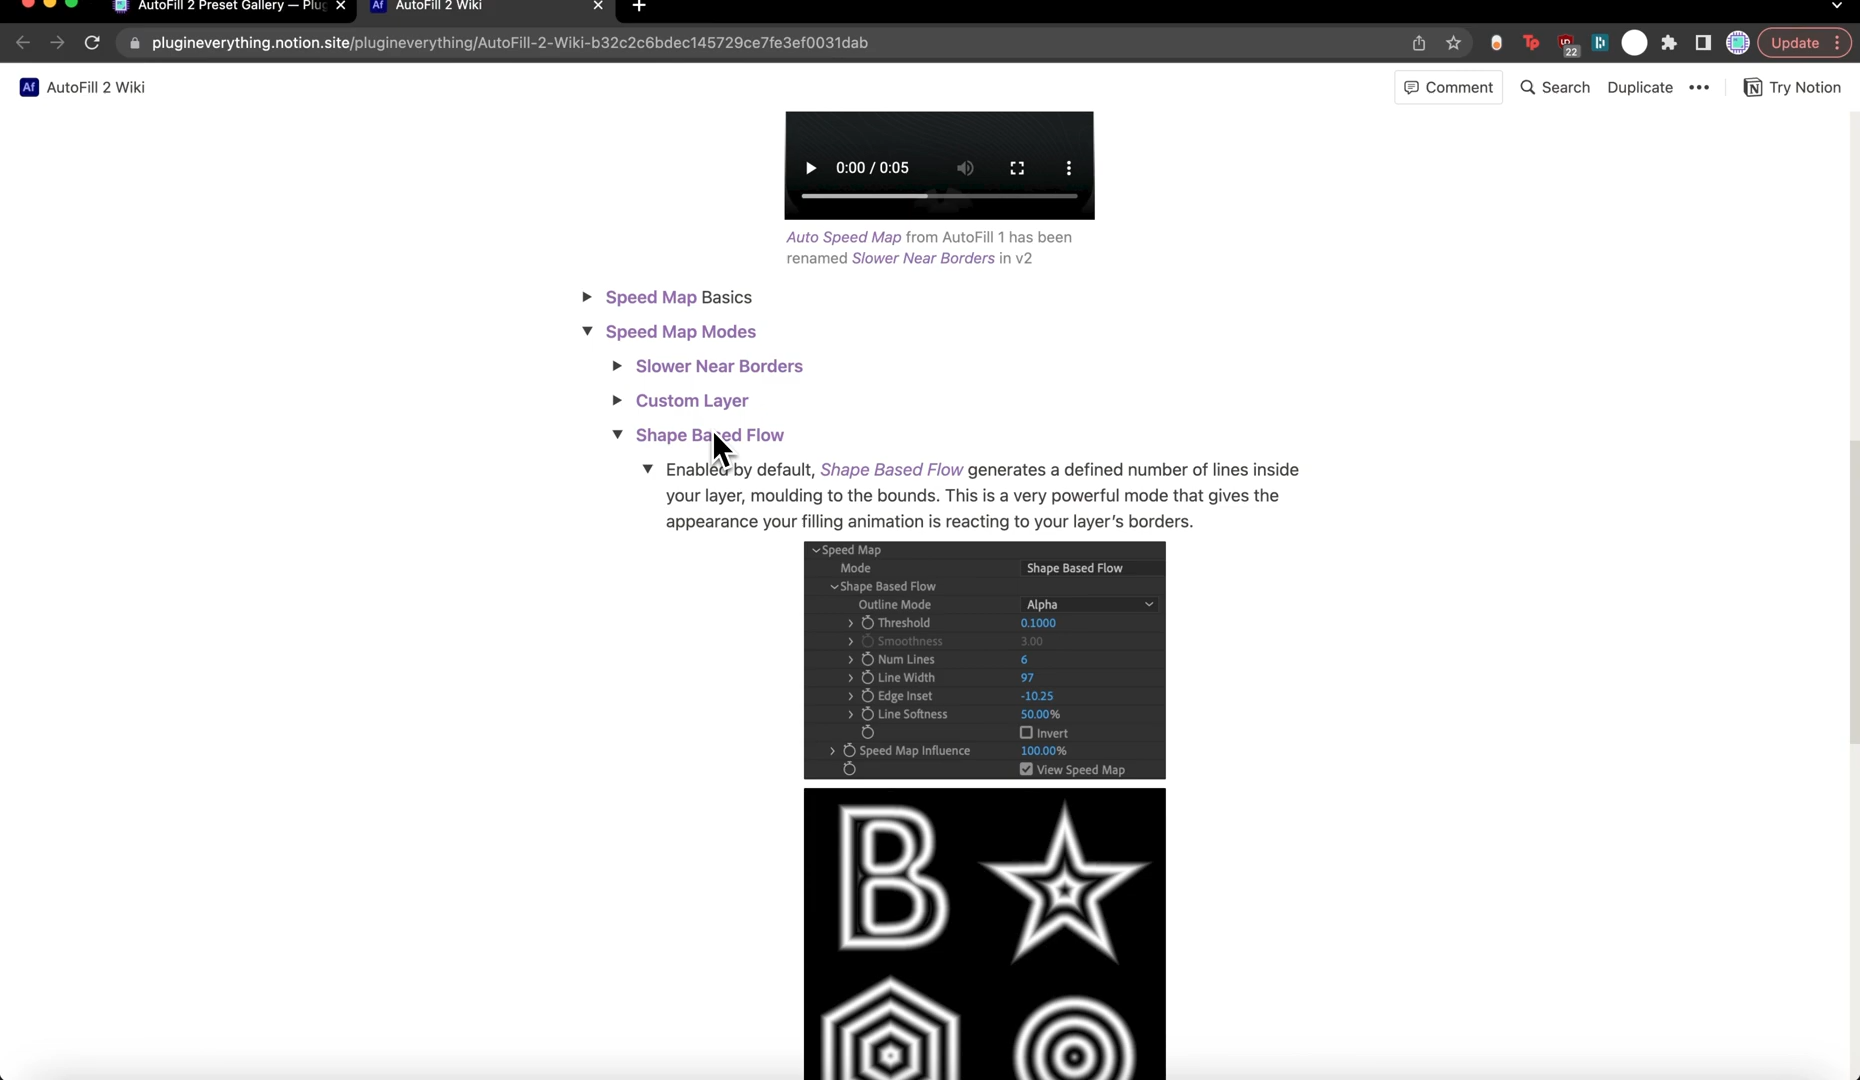 AutoFill 2 Preset Gallery — Plug
AutoFill 2 Wiki
plugineverything.notion.site/plugineverything/AutoFill-2-Wiki-b32c2c6bdec145729ce7fe3ef0031dab
22
Update
Af AutoFill 2 Wiki
Comment
Search
Duplicate
Try Notion
0:00 / 0:05
Auto Speed Map from AutoFill 1 has been
renamed Slower Near Borders in v2
Speed Map Basics
Speed Map Modes
Slower Near Borders
Custom Layer
Shape Based Flow
Enabled by default, Shape Based Flow generates a defined number of lines inside
your layer, moulding to the bounds. This is a very powerful mode that gives the
appearance your filling animation is reacting to your layer's borders.
Speed Map
Mode Shape Based Flow
Shape Based Flow
Outline Mode Alpha
Threshold 0.1000
Smoothness 3.00
Num Lines 6
Line Width 97
Edge Inset -10.25
Line Softness 50.00%
Invert
Speed Map Influence 100.00%
View Speed Map
B